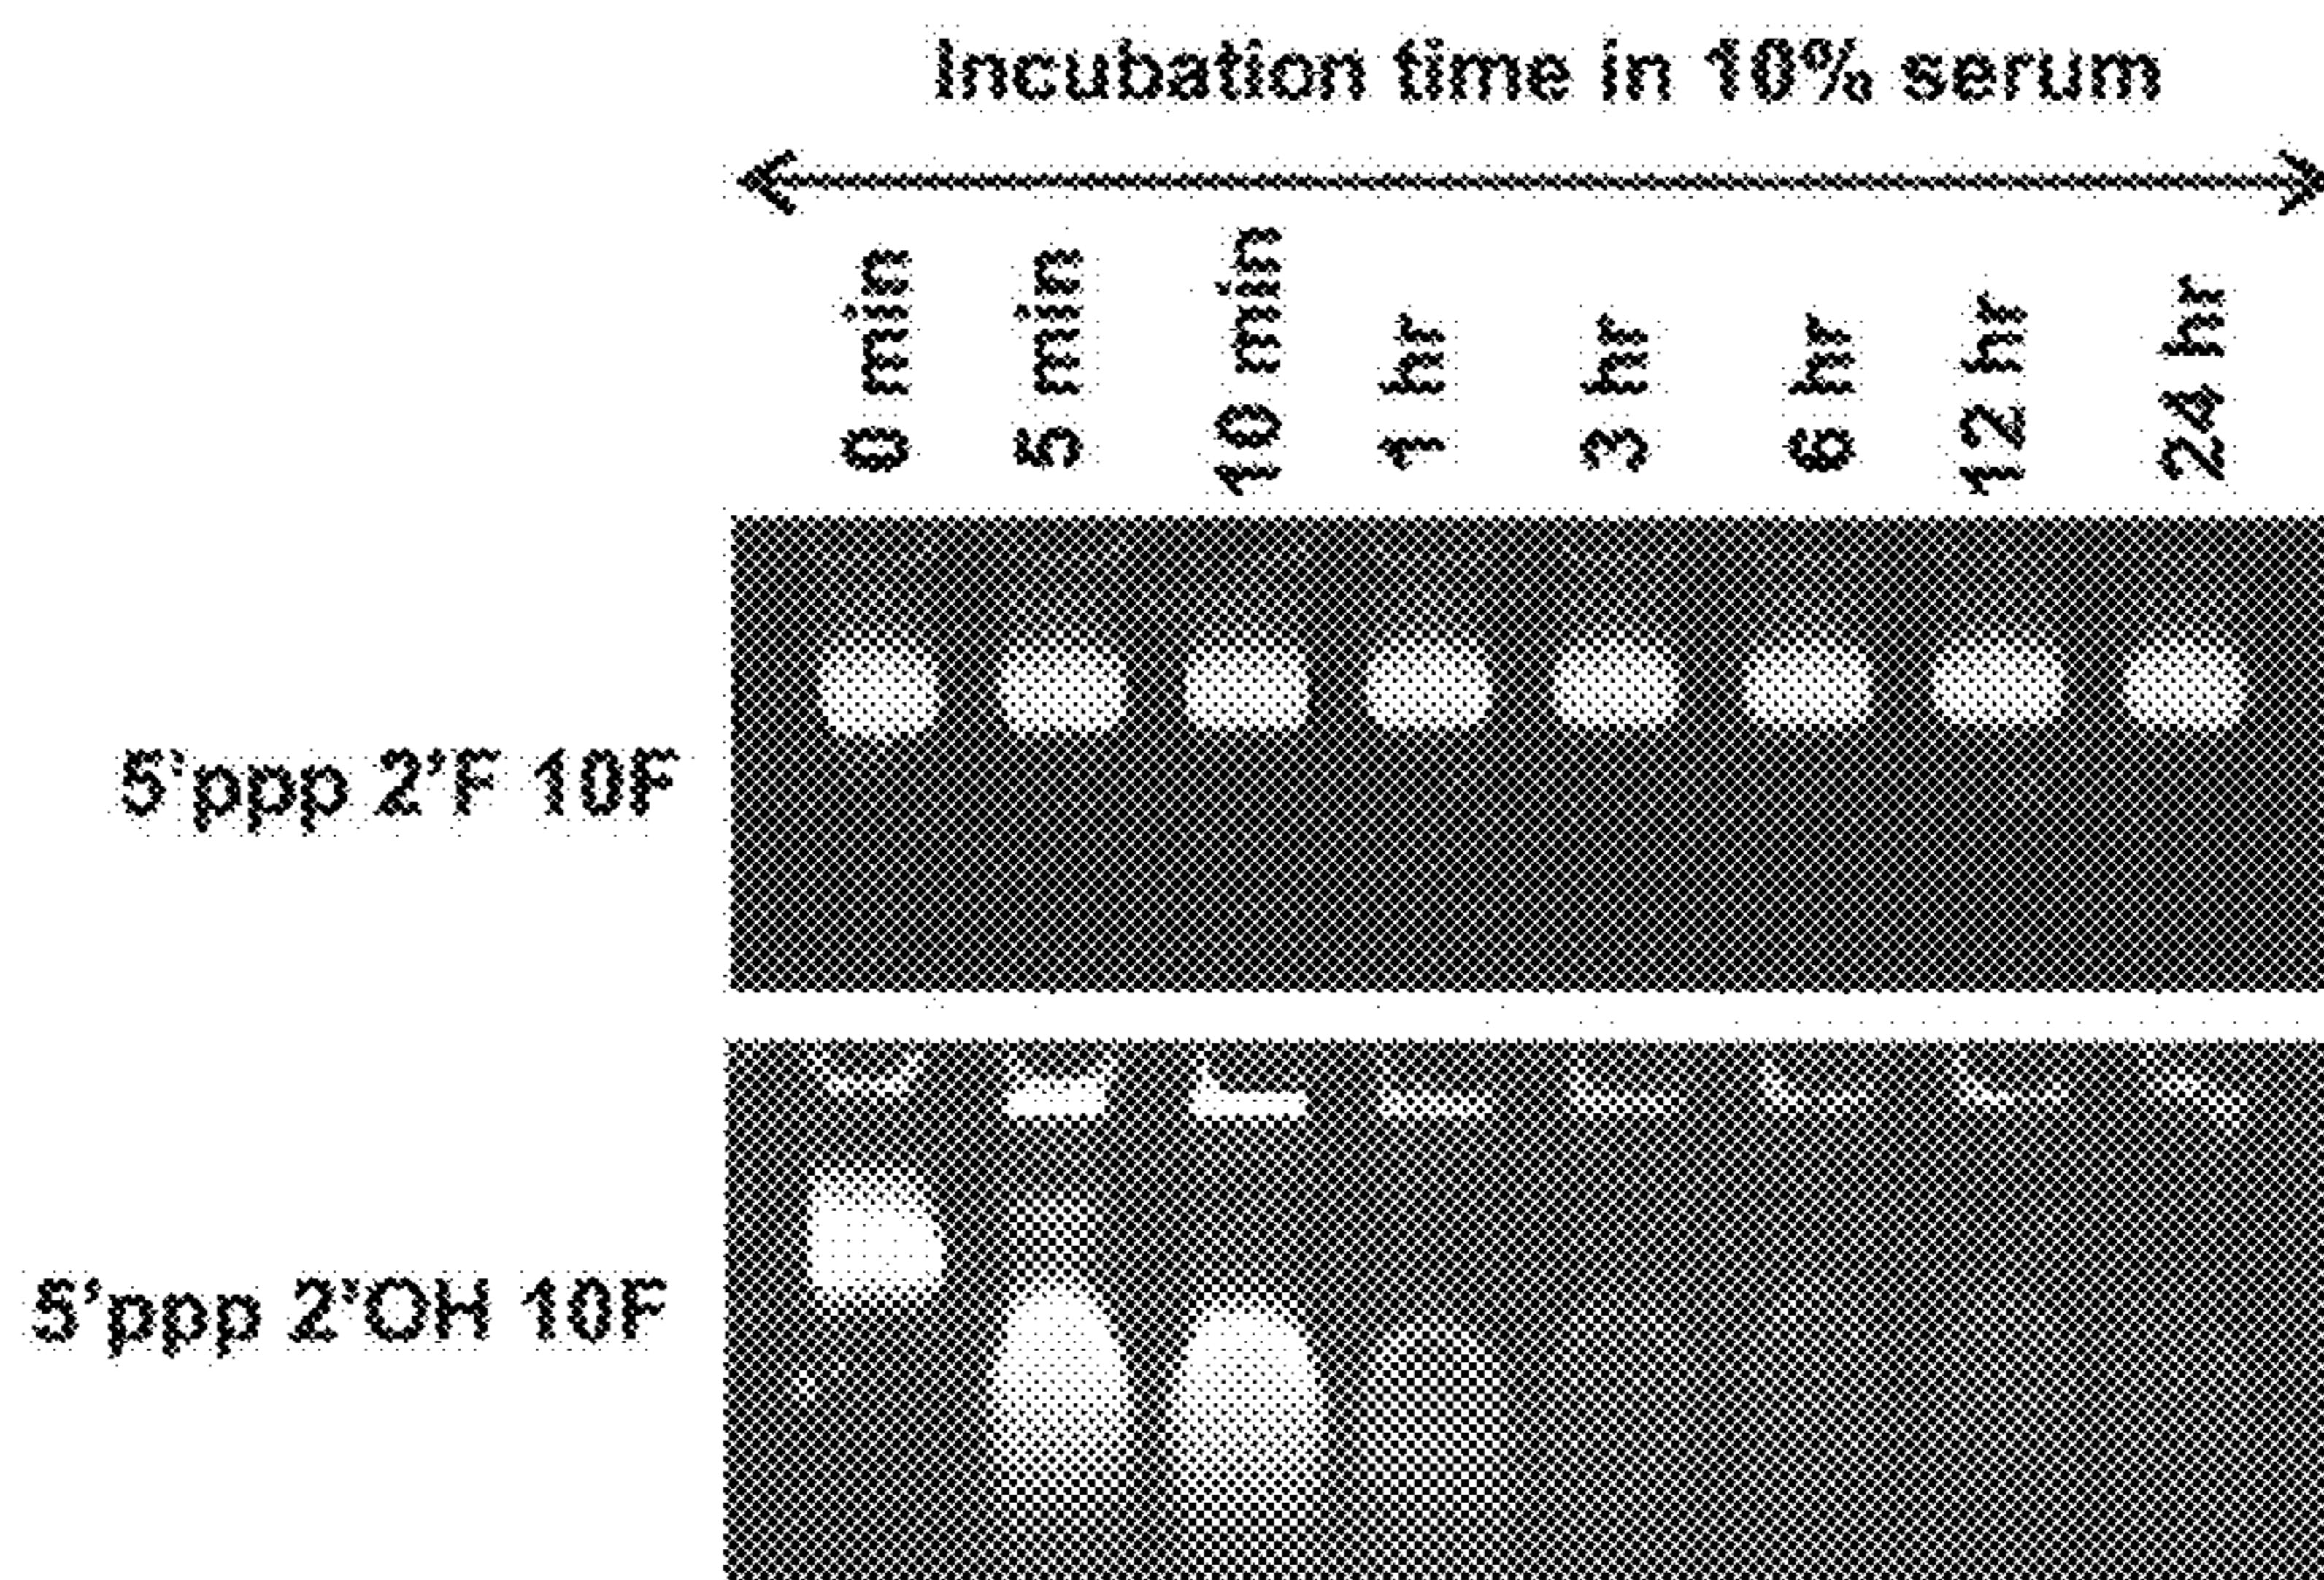 Incubation time in 10% serum
0 min
5 min
10 min
1 hr
3 hr
6 hr
12 hr
24 hr
5'ppp 2'F 10F
5'ppp 2'OH 10F